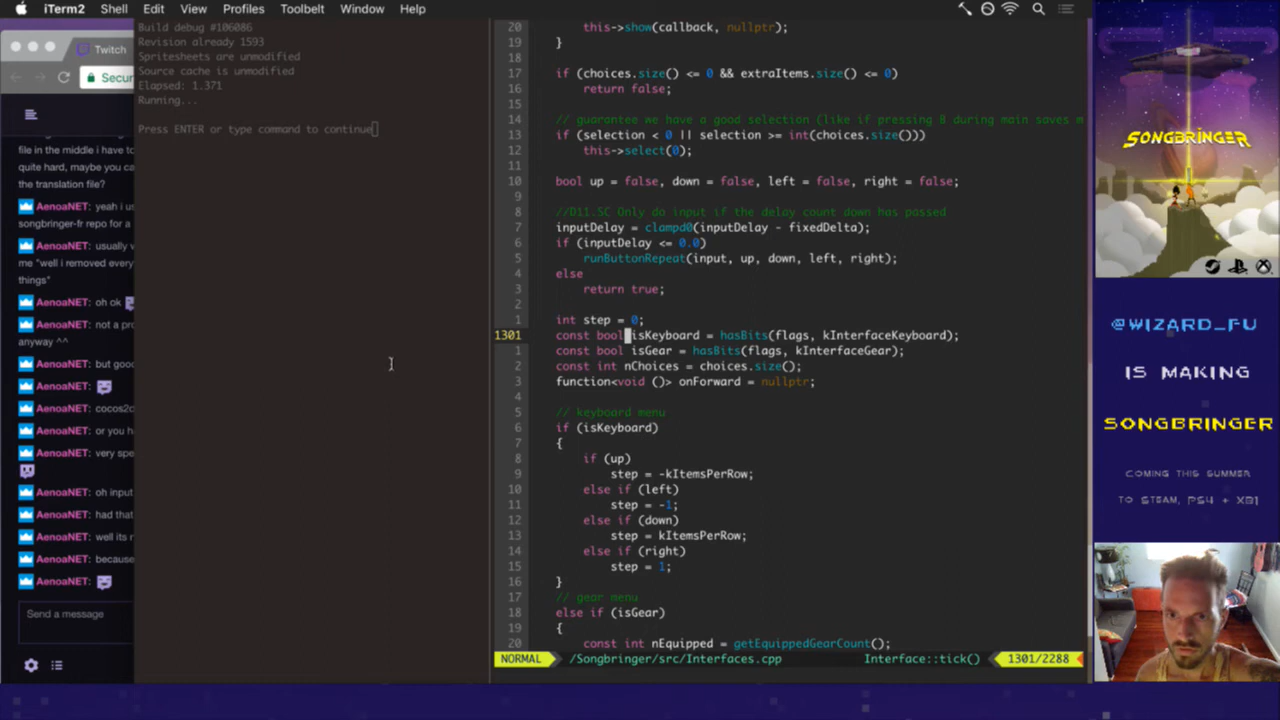 iTerm2 Shell Edit View Profiles Toolbelt Window Help
Twitch
Secur
file in the middle i have to
quite hard, maybe you ca
the translation file?
AenoaNET: yeah i u
songbringer-fr repo for a
AenoaNET: usually
me "well i removed every
things"
AenoaNET: oh ok
AenoaNET: not a pro
anyway ^^
AenoaNET: but good
AenoaNET:
AenoaNET: cocos2
AenoaNET: or you h
AenoaNET: very spe
AenoaNET: oh input
AenoaNET: had that
AenoaNET: well its
AenoaNET: because
AenoaNET:
Send a message
Build debug #106086
Revision already 1593
Spritesheets are unmodified
Source cache is unmodified
Elapsed: 1.371
Running...
Press ENTER or type command to continue
20 this->show(callback, nullptr);
19 }
18
17 if (choices.size() <= 0 && extraItems.size() <= 0)
16 return false;
15
14 // guarantee we have a good selection (like if pressing B during main saves m
13 if (selection < 0 || selection >= int(choices.size()))
12 this->select(0);
11
10 bool up = false, down = false, left = false, right = false;
9
8 //D11.SC Only do input if the delay count down has passed
7 inputDelay = clampd0(inputDelay - fixedDelta);
6 if (inputDelay <= 0.0)
5 runButtonRepeat(input, up, down, left, right);
4 else
3 return true;
2
1 int step = 0;
1301 const bool isKeyboard = hasBits(flags, kInterfaceKeyboard);
1 const bool isGear = hasBits(flags, kInterfaceGear);
2 const int nChoices = choices.size();
3 function<void ()> onForward = nullptr;
4
5 // keyboard menu
6 if (isKeyboard)
7 {
8 if (up)
9 step = -kItemsPerRow;
10 else if (left)
11 step = -1;
12 else if (down)
13 step = kItemsPerRow;
14 else if (right)
15 step = 1;
16 }
17 // gear menu
18 else if (isGear)
19 {
20 const int nEquipped = getEquippedGearCount();
NORMAL /Songbringer/src/Interfaces.cpp Interface::tick() 1301/2288
SONGBRINGER
@WIZARD_FU
IS MAKING
SONGBRINGER
COMING THIS SUMMER
TO STEAM, PS4 + XB1